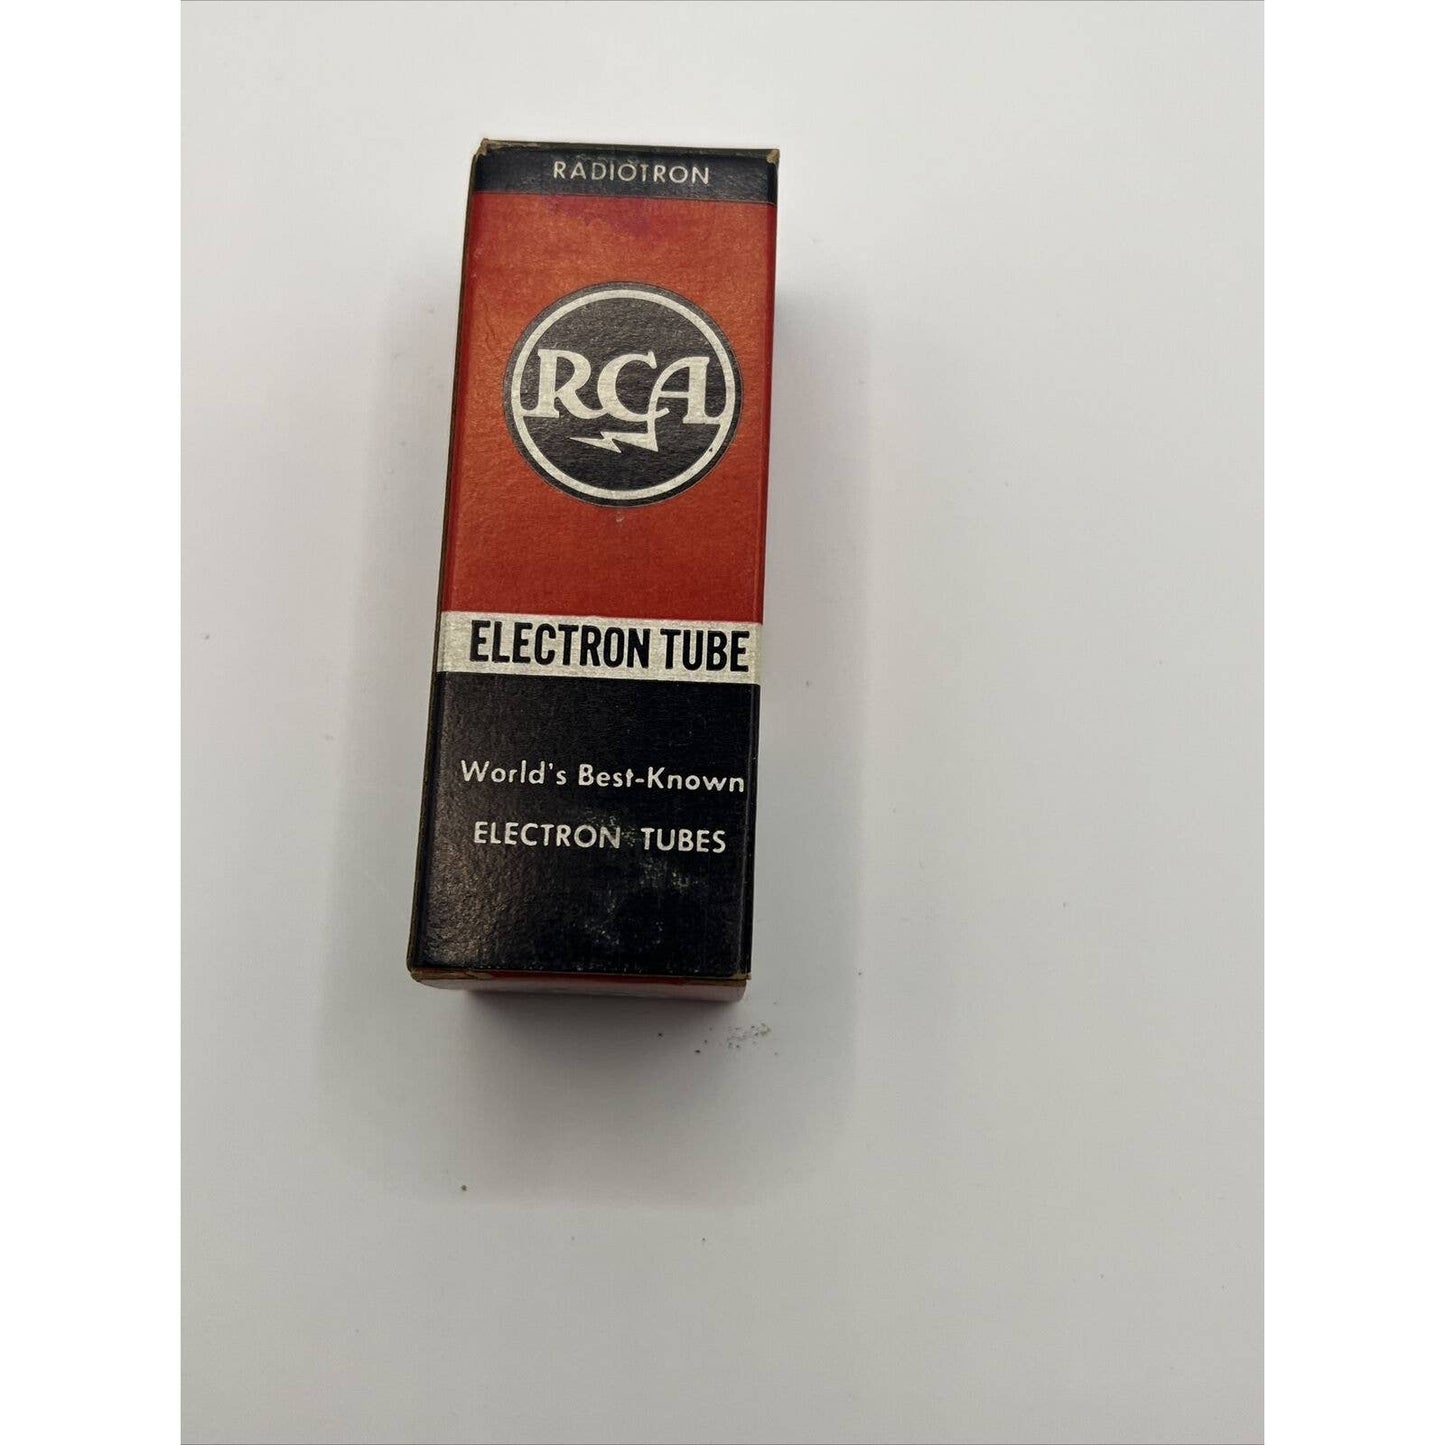 RADIOTRON
RCA
ELECTRON TUBE
World's Best-Known
ELECTRON TUBES